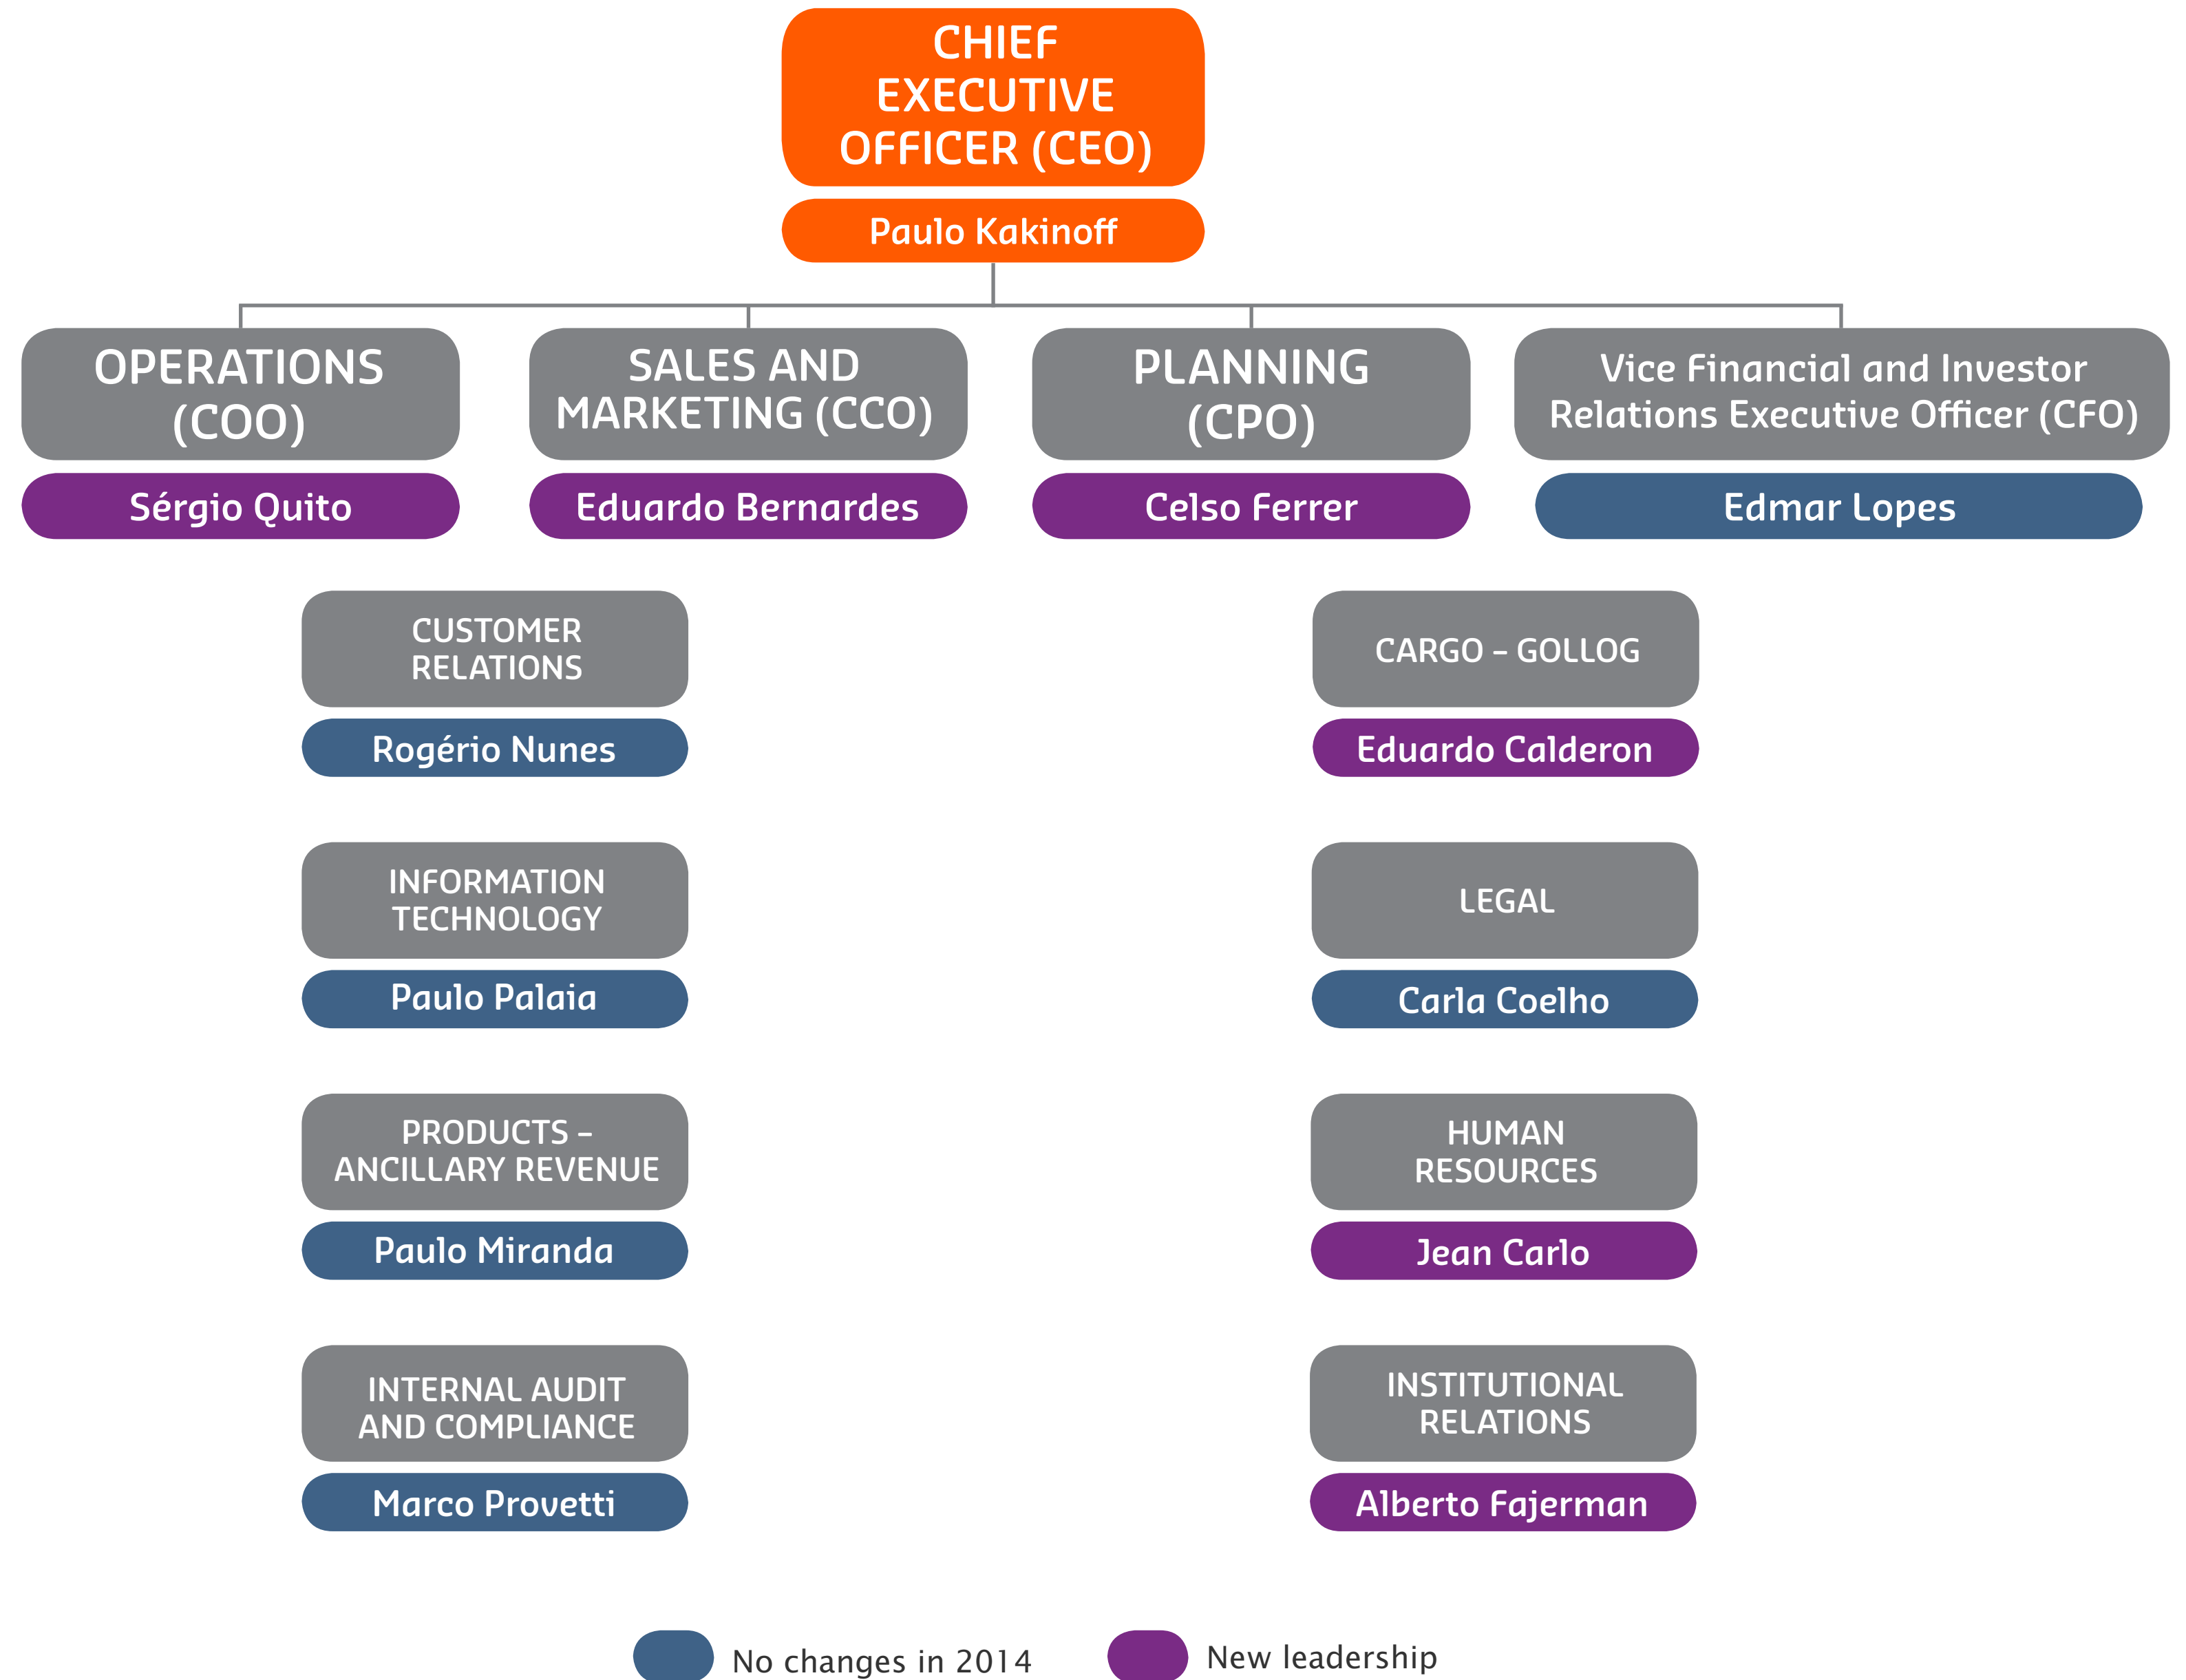 CHIEF
EXECUTIVE
OFFICER (CEO)
Paulo Kakinoff
OPERATIONS
(COO)
Sérgio Quito
SALES AND
MARKETING (CCO)
Eduardo Bernardes
PLANNING
(CPO)
Celso Ferrer
Vice Financial and Investor
Relations Executive Officer (CFO)
Edmar Lopes
CUSTOMER
RELATIONS
Rogério Nunes
CARGO – GOLLOG
Eduardo Calderon
INFORMATION
TECHNOLOGY
Paulo Palaia
LEGAL
Carla Coelho
PRODUCTS –
ANCILLARY REVENUE
Paulo Miranda
HUMAN
RESOURCES
Jean Carlo
INTERNAL AUDIT
AND COMPLIANCE
Marco Provetti
INSTITUTIONAL
RELATIONS
Alberto Fajerman
No changes in 2014
New leadership